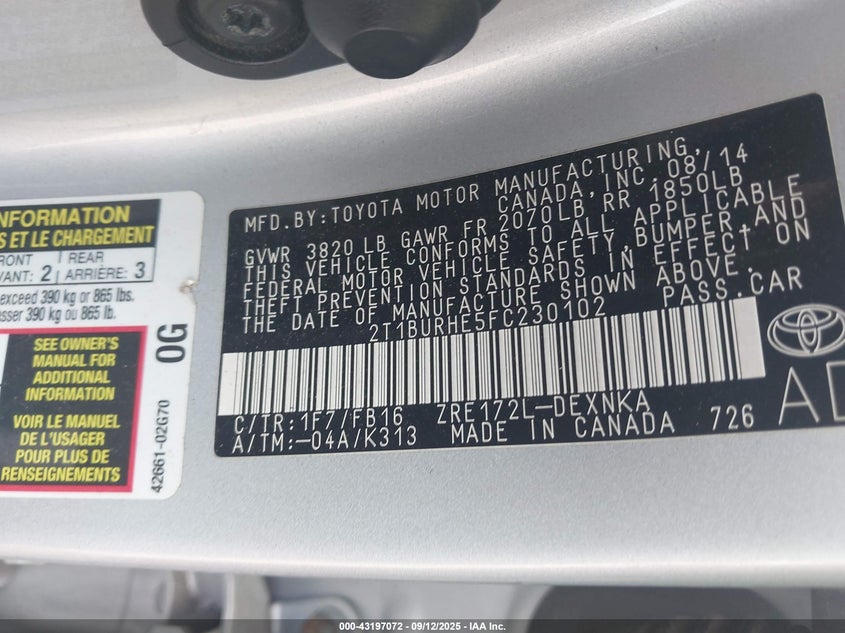 INFORMATION
S ET LE CHARGEMENT
FRONT REAR
VANT: 2 ARRIÈRE: 3
exceed 390 kg or 865 lbs.
asser 390 kg ou 865 lb.
SEE OWNER'S
MANUAL FOR
ADDITIONAL
INFORMATION
VOIR LE MANUEL
DE L'USAGER
POUR PLUS DE
RENSEIGNEMENTS
0G
42661-02G70
MFD. BY: TOYOTA MOTOR MANUFACTURING,
CANADA, INC. 08/14
GVWR 3820 LB GAWR FR 2070LB, RR 1850LB
THIS VEHICLE CONFORMS TO ALL APPLICABLE
FEDERAL MOTOR VEHICLE SAFETY, BUMPER, AND
THEFT PREVENTION STANDARDS IN EFFECT ON
THE DATE OF MANUFACTURE SHOWN ABOVE.
2T1BURHE5FC230102 PASS. CAR
C/TR: 1F7/FB16 ZRE172L-DEXNKA
A/TM: -04A/K313 MADE IN CANADA 726
000-43197072 - 09/12/2025 - IAA Inc.